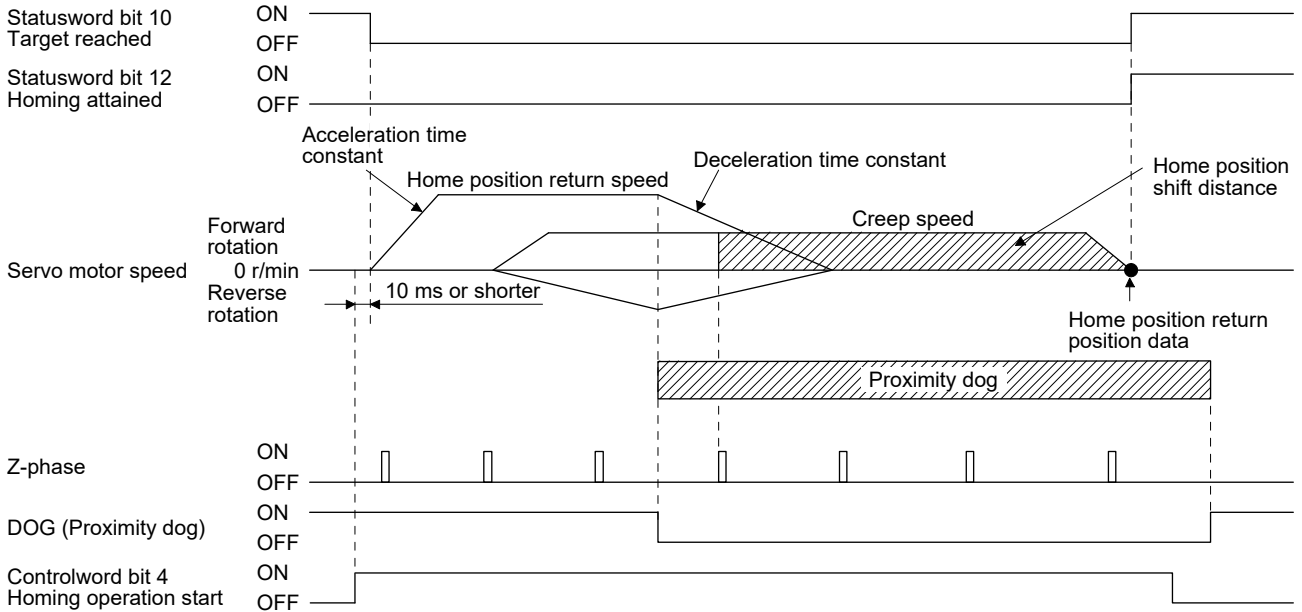 Statusword bit 10
Target reached
ON
OFF
Statusword bit 12
Homing attained
ON
OFF
Acceleration time
constant
Home position return speed
Deceleration time constant
Home position
shift distance
Creep speed
Servo motor speed
Forward
rotation
0 r/min
Reverse
rotation
10 ms or shorter
Home position return
position data
Proximity dog
Z-phase
ON
OFF
DOG (Proximity dog)
ON
OFF
Controlword bit 4
Homing operation start
ON
OFF